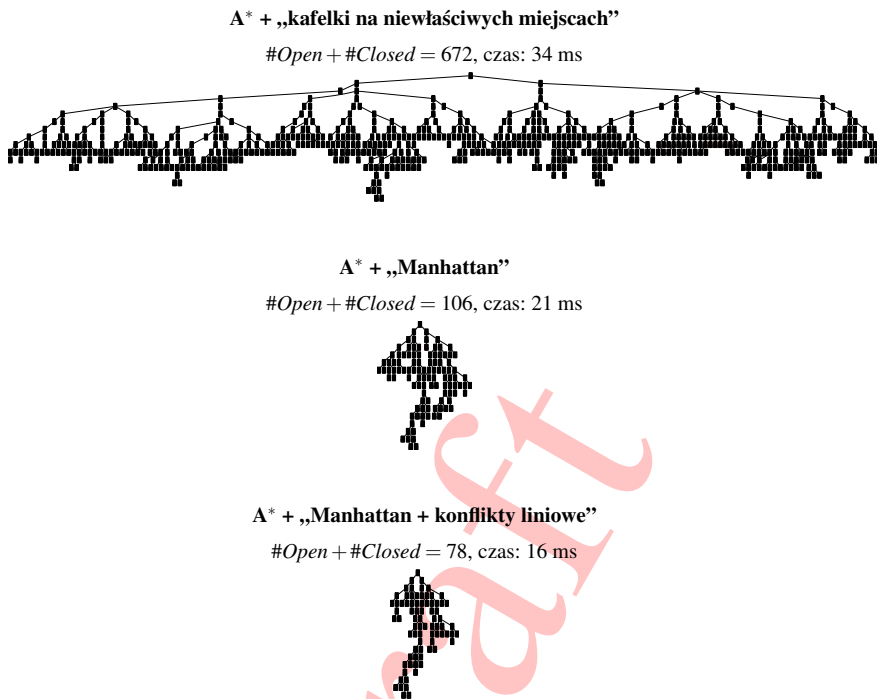 A* + „kafelki na niewłaściwych miejscach”
#Open + #Closed = 672, czas: 34 ms
A* + „Manhattan”
#Open + #Closed = 106, czas: 21 ms
A* + „Manhattan + konflikty liniowe”
#Open + #Closed = 78, czas: 16 ms
raft